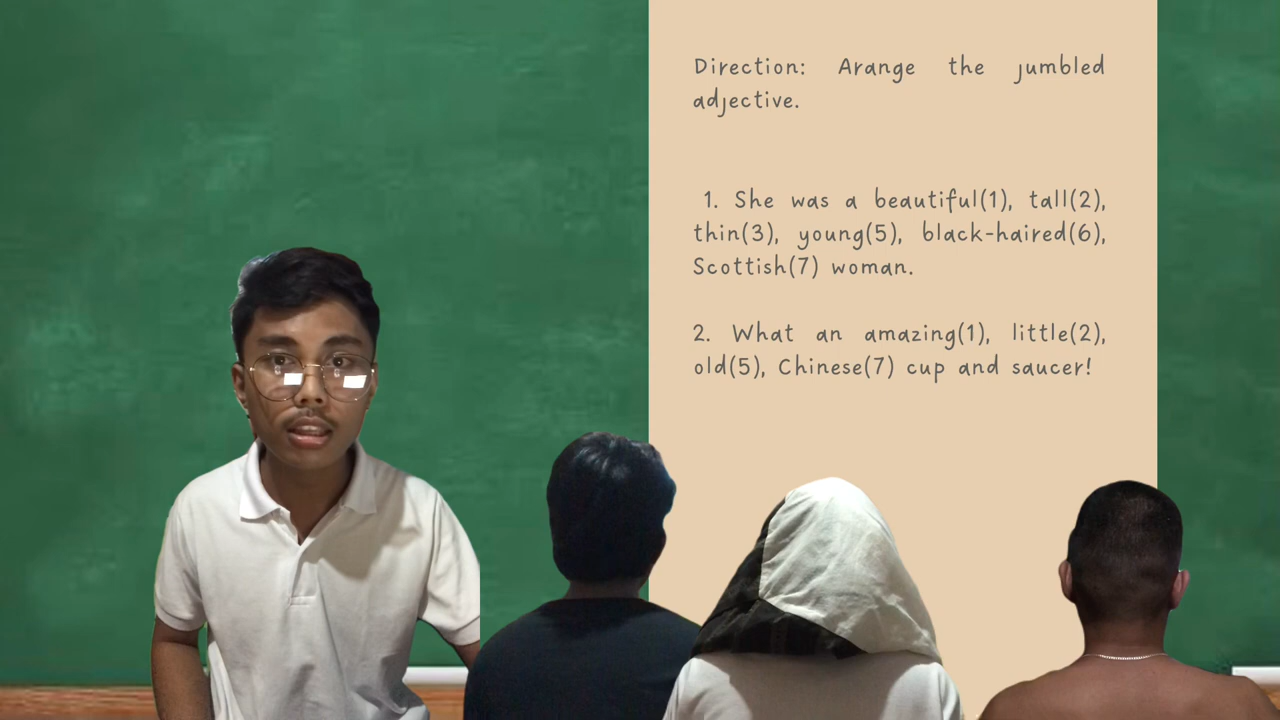 Direction: Arange the jumbled
adjective.
1. She was a beautiful(1), tall(2),
thin(3), young(5), black-haired(6),
Scottish(7) woman.
2. What an amazing(1), little(2),
old(5), Chinese(7) cup and saucer!